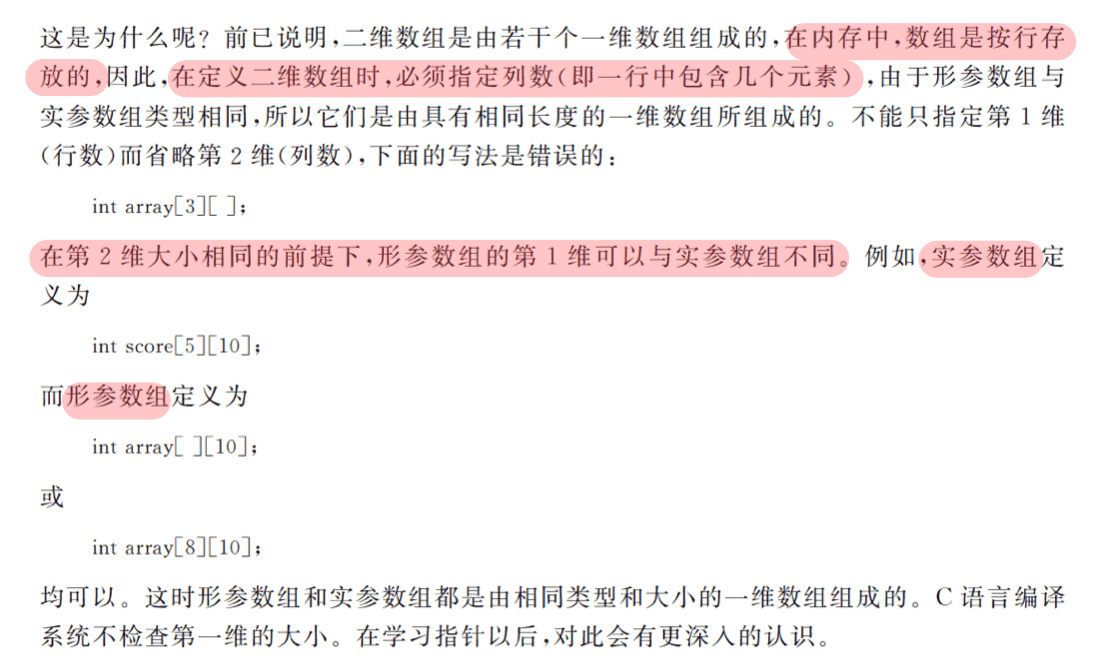 这是为什么呢？前已说明,二维数组是由若干个一维数组组成的,在内存中,数组是按行存
放的,因此,在定义二维数组时,必须指定列数(即一行中包含几个元素),由于形参数组与
实参数组类型相同,所以它们是由具有相同长度的一维数组所组成的。不能只指定第1维
(行数)而省略第2维(列数),下面的写法是错误的：
int array[3][ ];
在第2维大小相同的前提下,形参数组的第1维可以与实参数组不同。例如,实参数组定
义为
int score[5][10];
而形参数组定义为
int array[ ][10];
或
int array[8][10];
均可以。这时形参数组和实参数组都是由相同类型和大小的一维数组组成的。C语言编译
系统不检查第一维的大小。在学习指针以后,对此会有更深入的认识。